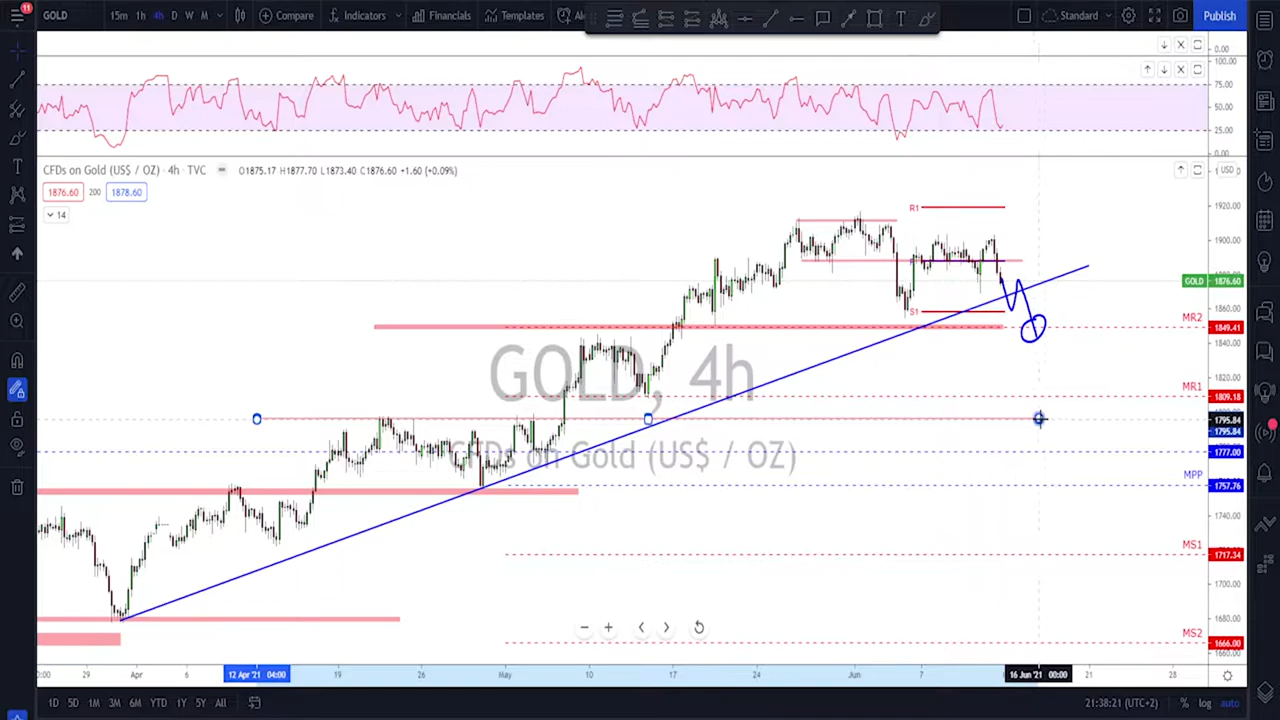 11
GOLD 15m 1h 4h D W M Compare Indicators Financials Templates Al Standard Publish
0.00
100.00
75.00
50.00
25.00
0.00
CFDs on Gold (US$ / OZ) · 4h · TVC O1875.17 H1877.70 L1873.40 C1876.60 +1.60 (+0.09%)
USD
1876.60 200 1878.60
14
R1
1920.00
1900.00
GOLD 1876.60
S1
1860.00
MR2
1849.41
1840.00
GOLD, 4h
1820.00
MR1
1809.18
1795.84
1795.84
CFDs on Gold (US$ / OZ)
1777.00
MPP
1757.76
1740.00
MS1
1717.34
1700.00
1680.00
MS2
1666.00
1660.00
:00 29 Apr 6 12 Apr '21 04:00 19 26 May 10 17 24 Jun 7 16 Jun '21 00:00 21 28
1D 5D 1M 3M 6M YTD 1Y 5Y All 21:38:21 (UTC+2) % log auto